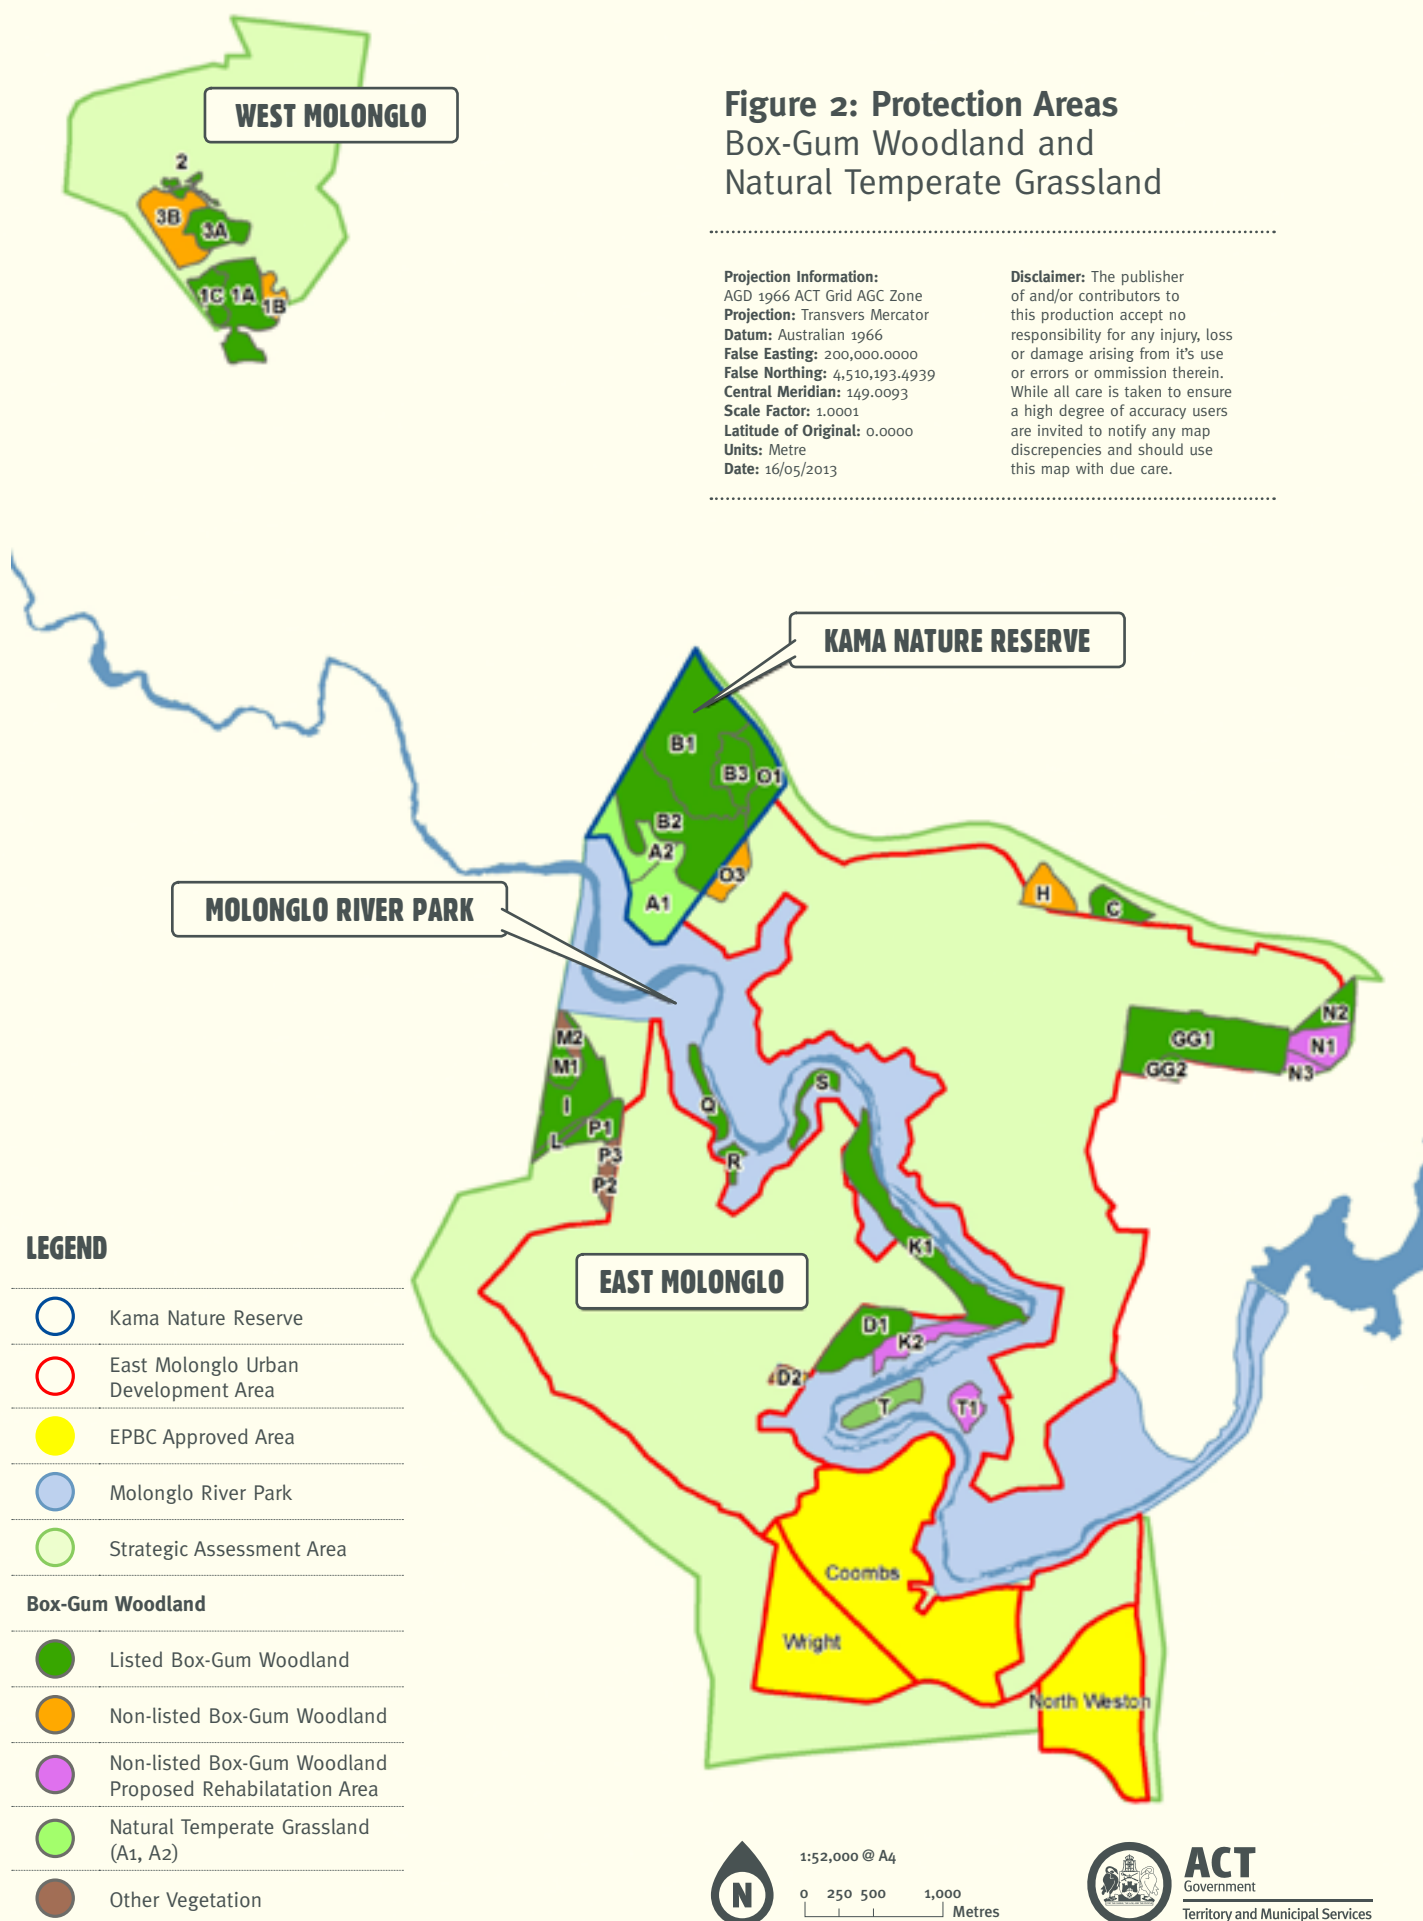 WEST MOLONGLO
2
3B
3A
1C
1A
1B
Figure 2: Protection Areas
Box-Gum Woodland and
Natural Temperate Grassland
Projection Information:
AGD 1966 ACT Grid AGC Zone
Projection: Transvers Mercator
Datum: Australian 1966
False Easting: 200,000.0000
False Northing: 4,510,193.4939
Central Meridian: 149.0093
Scale Factor: 1.0001
Latitude of Original: 0.0000
Units: Metre
Date: 16/05/2013
Disclaimer: The publisher
of and/or contributors to
this production accept no
responsibility for any injury, loss
or damage arising from it's use
or errors or ommission therein.
While all care is taken to ensure
a high degree of accuracy users
are invited to notify any map
discrepencies and should use
this map with due care.
KAMA NATURE RESERVE
B1
B3
O1
B2
A2
O3
A1
H
C
MOLONGLO RIVER PARK
N2
GG1
N1
GG2
N3
M2
M1
I
L
P1
P3
P2
Q
S
R
K1
EAST MOLONGLO
D1
K2
D2
T
T1
Coombs
Wright
North Weston
LEGEND
Kama Nature Reserve
East Molonglo Urban
Development Area
EPBC Approved Area
Molonglo River Park
Strategic Assessment Area
Box-Gum Woodland
Listed Box-Gum Woodland
Non-listed Box-Gum Woodland
Non-listed Box-Gum Woodland
Proposed Rehabilatation Area
Natural Temperate Grassland
(A1, A2)
Other Vegetation
N
1:52,000 @ A4
0 250 500 1,000
Metres
ACT
Government
Territory and Municipal Services